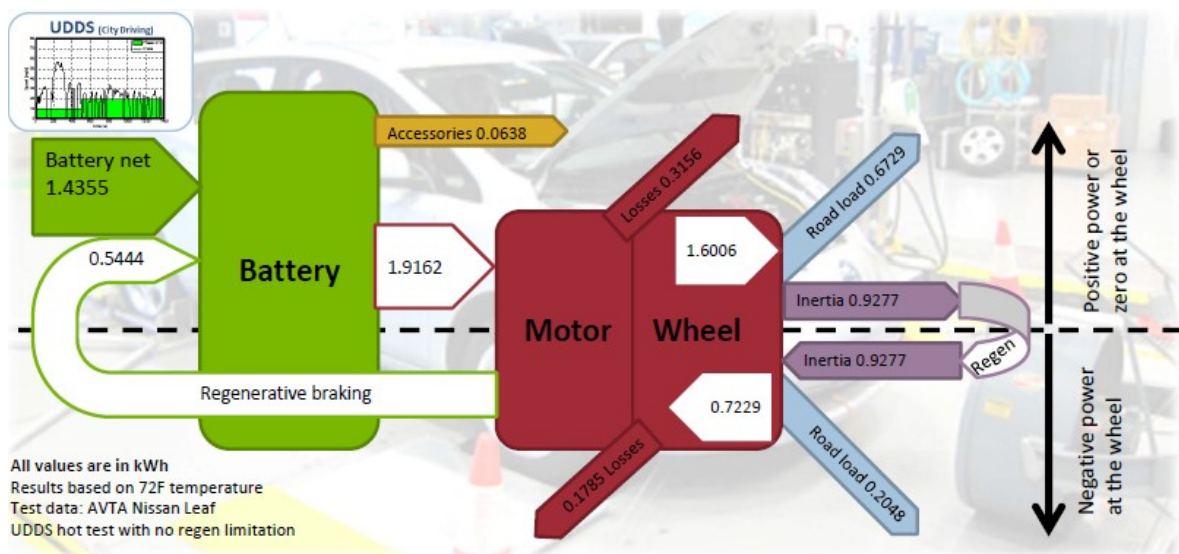 UDDS (City Driving)
Battery net
1.4355
0.5444
Battery
Accessories 0.0638
1.9162
Losses 0.3156
Road load 0.6729
1.6006
Inertia 0.9277
Motor
Wheel
Regen
Inertia 0.9277
0.7229
Regenerative braking
0.1785 Losses
Road load 0.2048
Positive power or
zero at the wheel
Negative power
at the wheel
All values are in kWh
Results based on 72F temperature
Test data: AVTA Nissan Leaf
UDDS hot test with no regen limitation